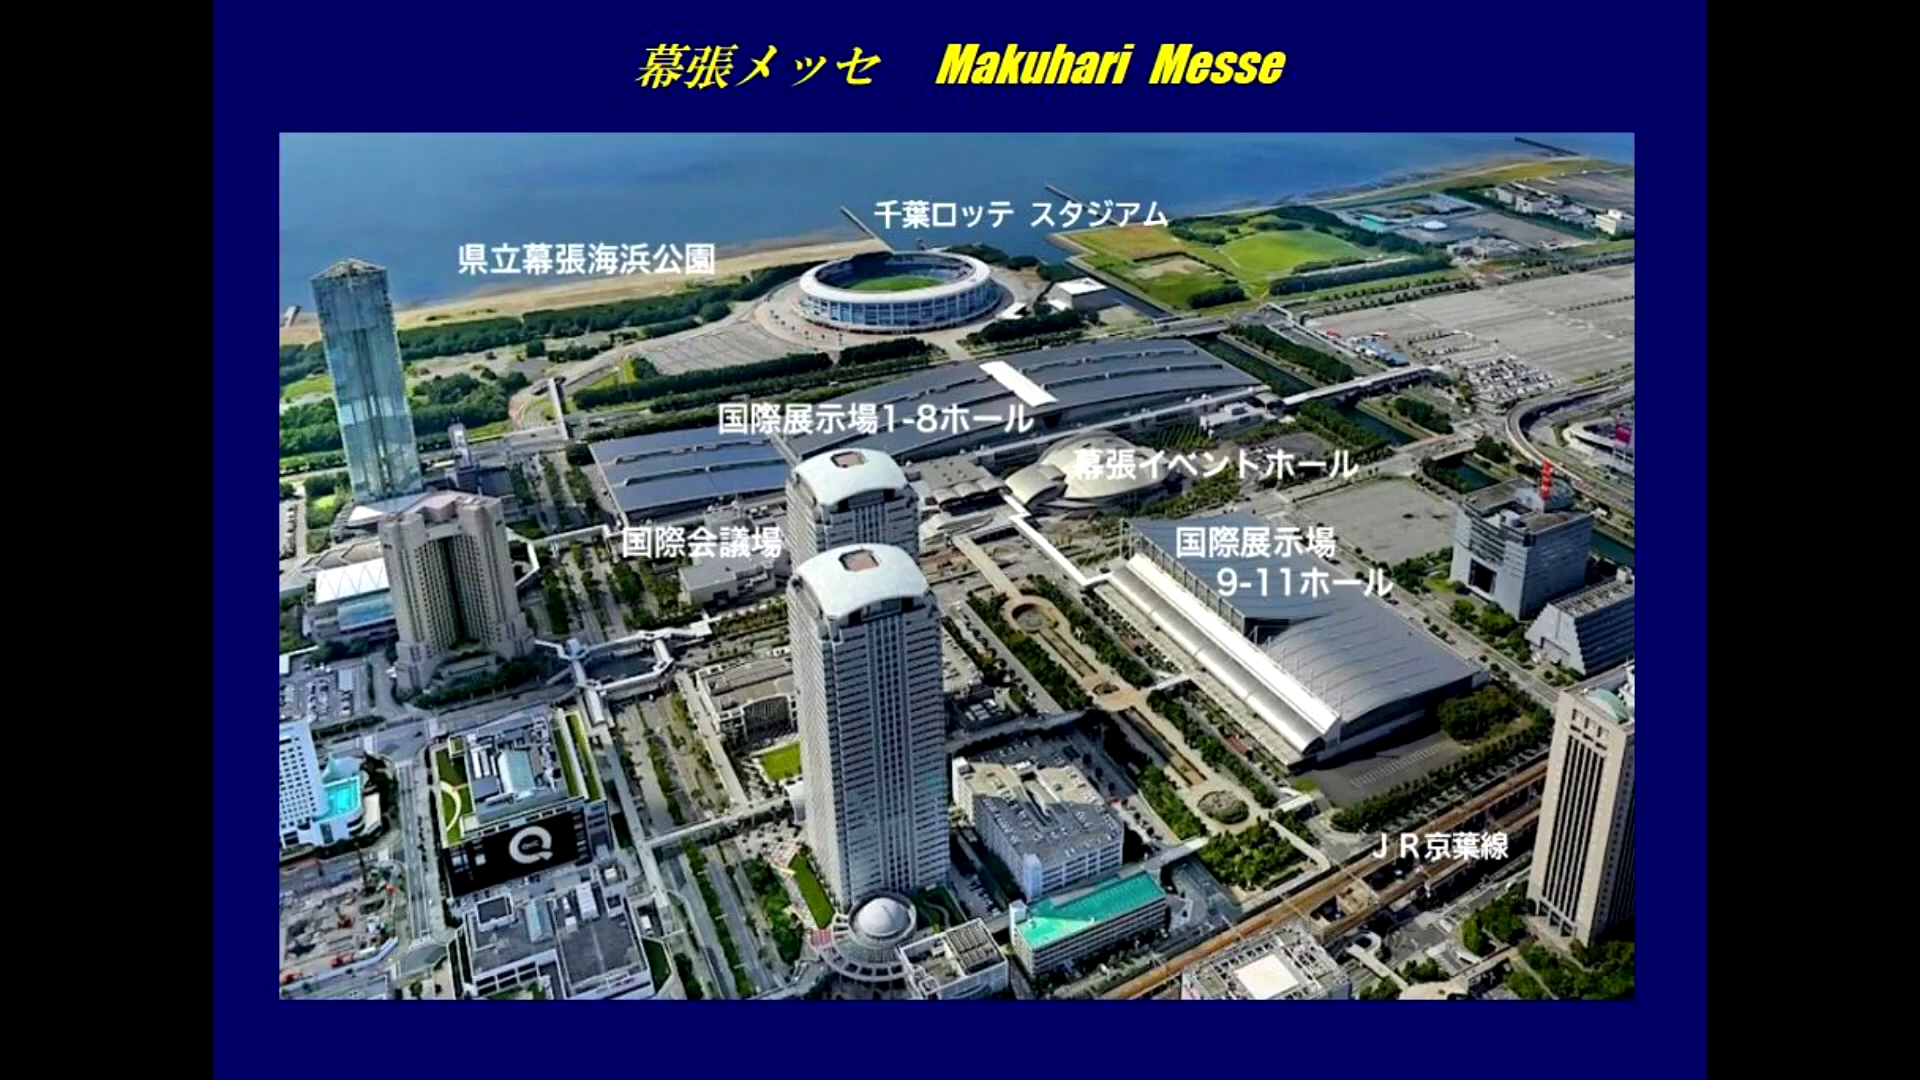 幕張メッセ Makuhari Messe
千葉ロッテ スタジアム
県立幕張海浜公園
国際展示場1-8ホール
幕張イベントホール
国際会議場
国際展示場
9-11ホール
ＪＲ京葉線